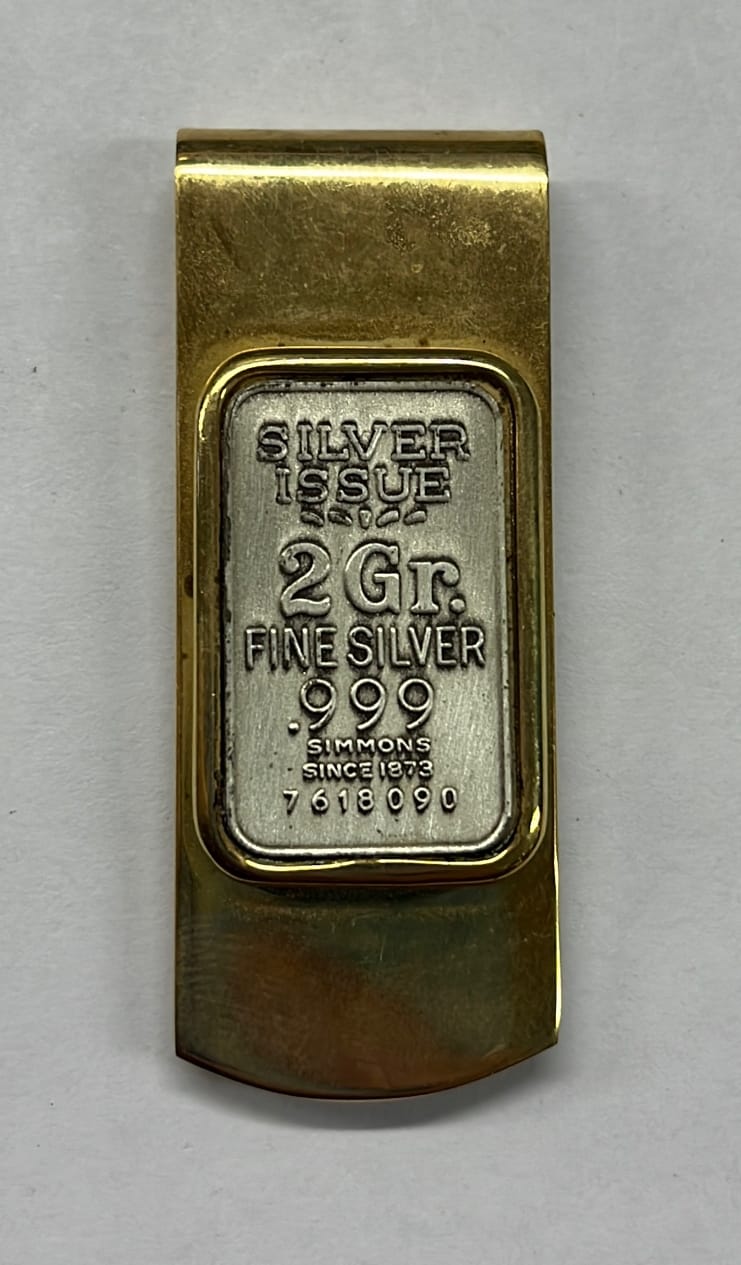 SILVER
ISSUE
2 Gr.
FINE SILVER
.999
SIMMONS
SINCE 1873
7618090